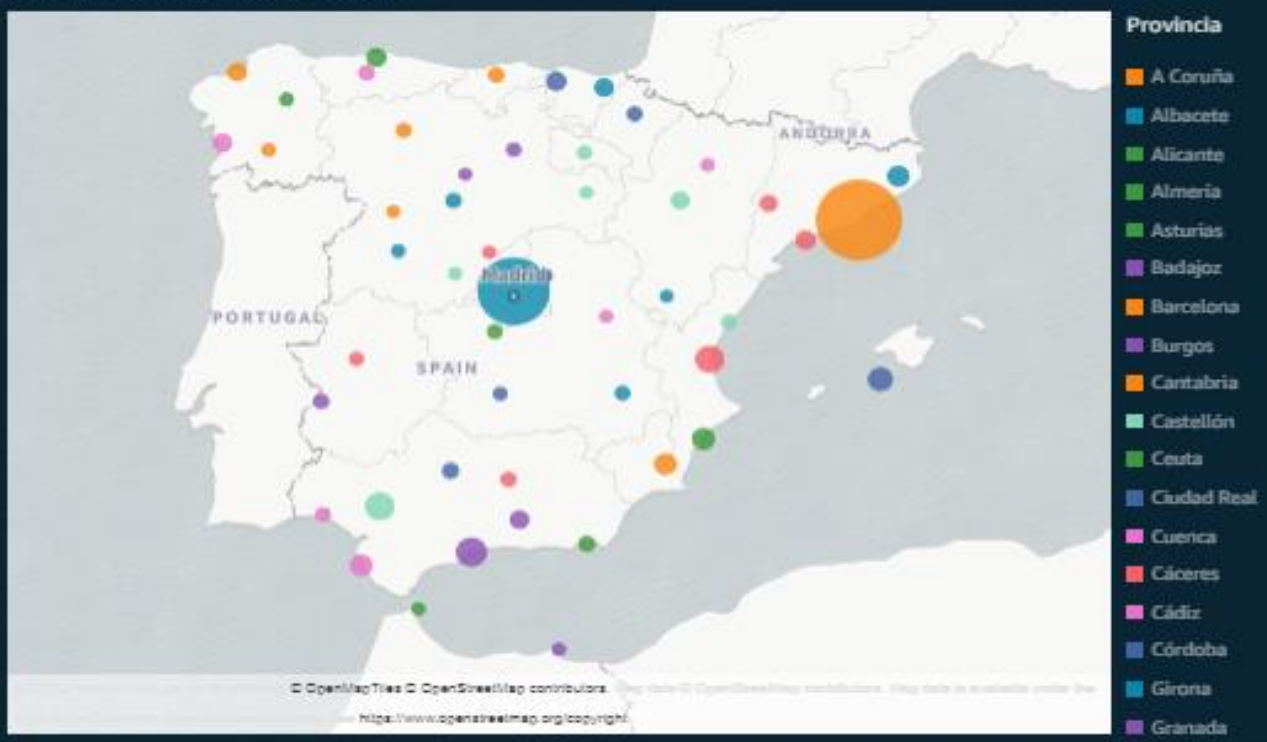 Provincia
A Coruña
Albacete
Alicante
Almeria
Asturias
Badajoz
Barcelona
Burgos
Cantabria
Castellón
Ceuta
Ciudad Real
Cuenca
Cáceres
Cádiz
Córdoba
Girona
Granada
ANDORRA
Madrid
PORTUGAL
SPAIN
© OpenMapTiles © OpenStreetMap contributors
https://www.openstreetmap.org/copyright